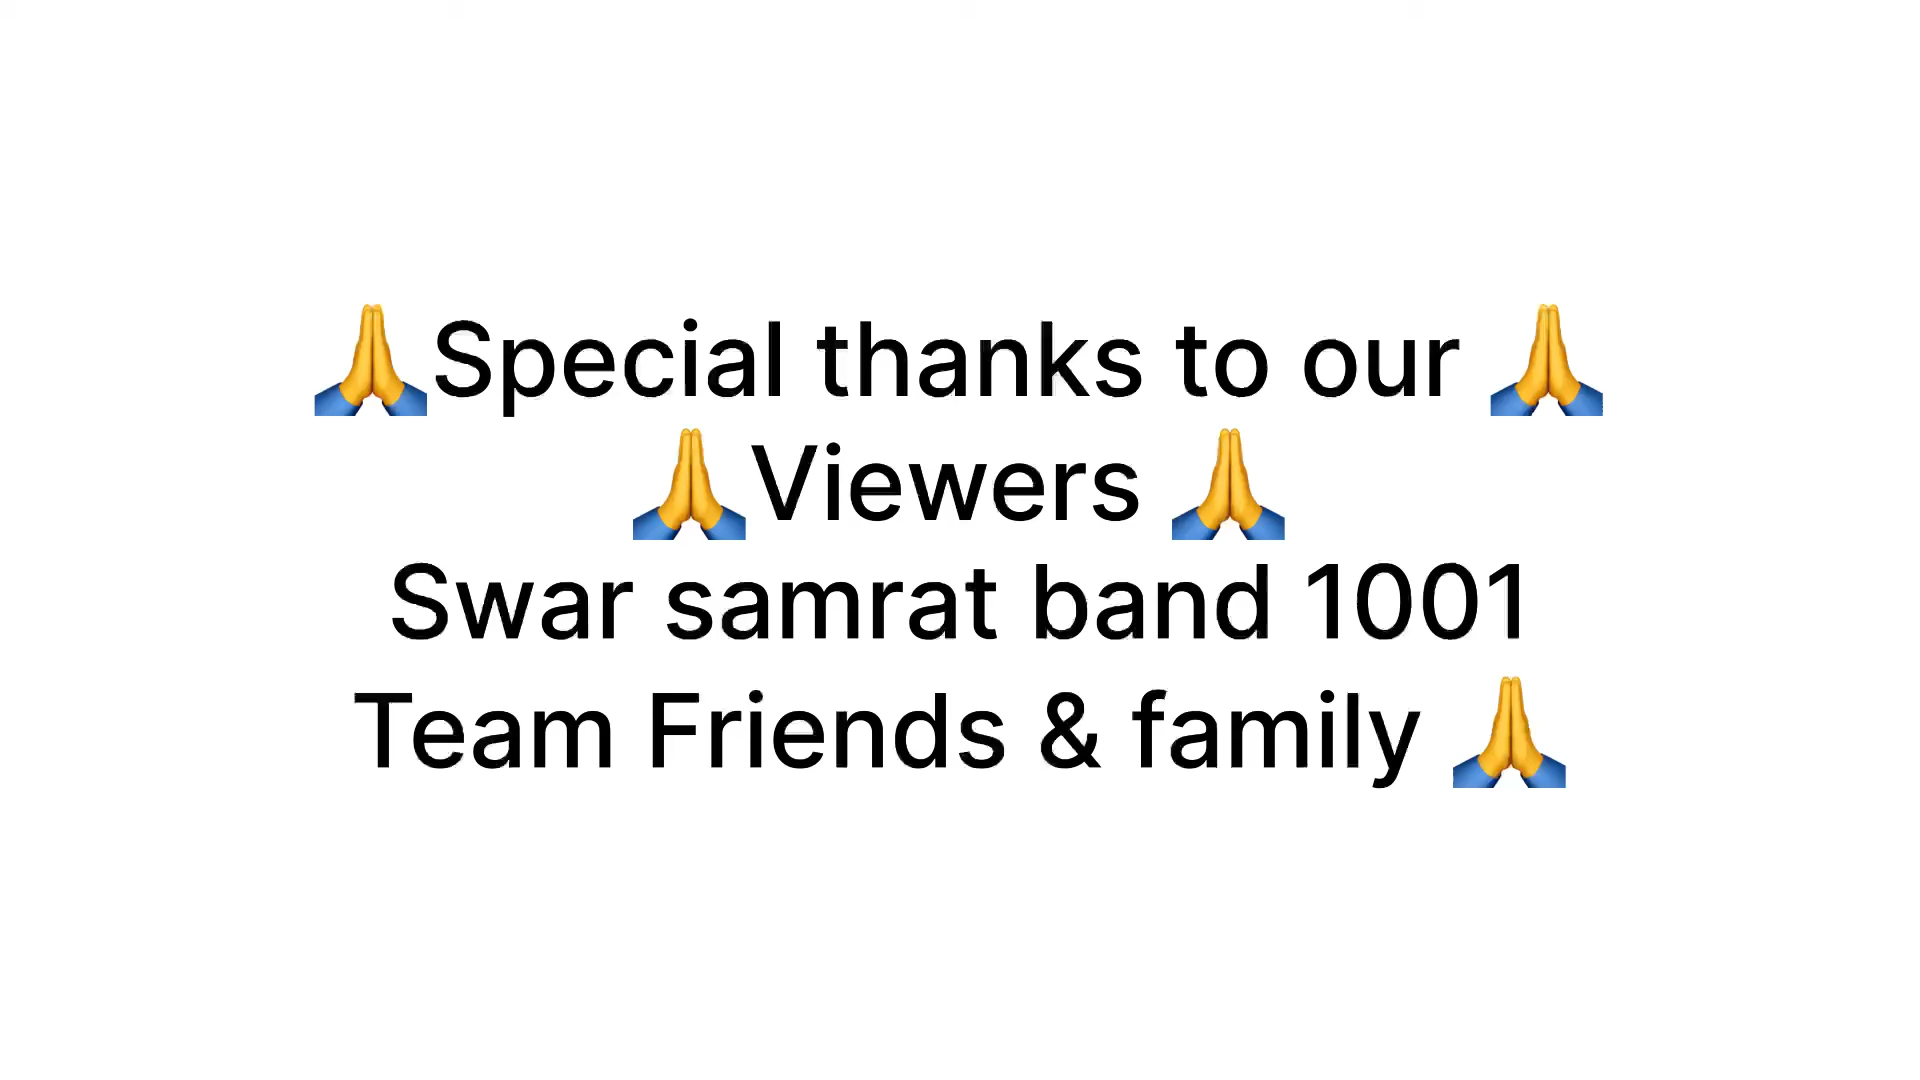 🙏Special thanks to our 🙏
🙏Viewers 🙏
Swar samrat band 1001
Team Friends & family 🙏